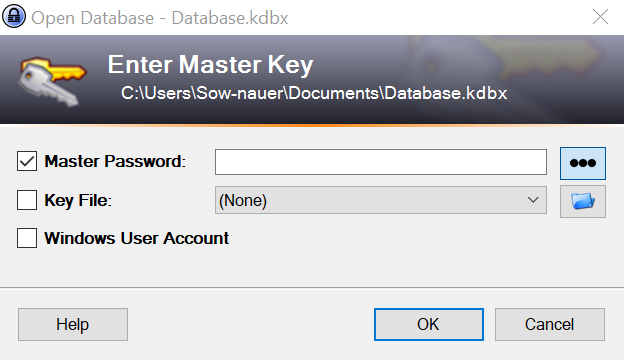 Open Database - Database.kdbx
Enter Master Key
C:\Users\Sow-nauer\Documents\Database.kdbx
Master Password:
Key File: (None)
Windows User Account
Help OK Cancel